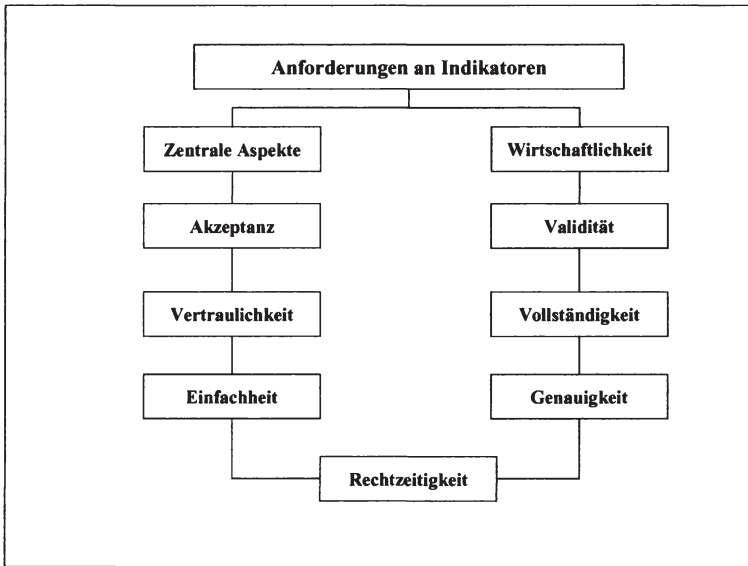 Anforderungen an Indikatoren
Zentrale Aspekte
Wirtschaftlichkeit
Akzeptanz
Validität
Vertraulichkeit
Vollständigkeit
Einfachheit
Genauigkeit
Rechtzeitigkeit